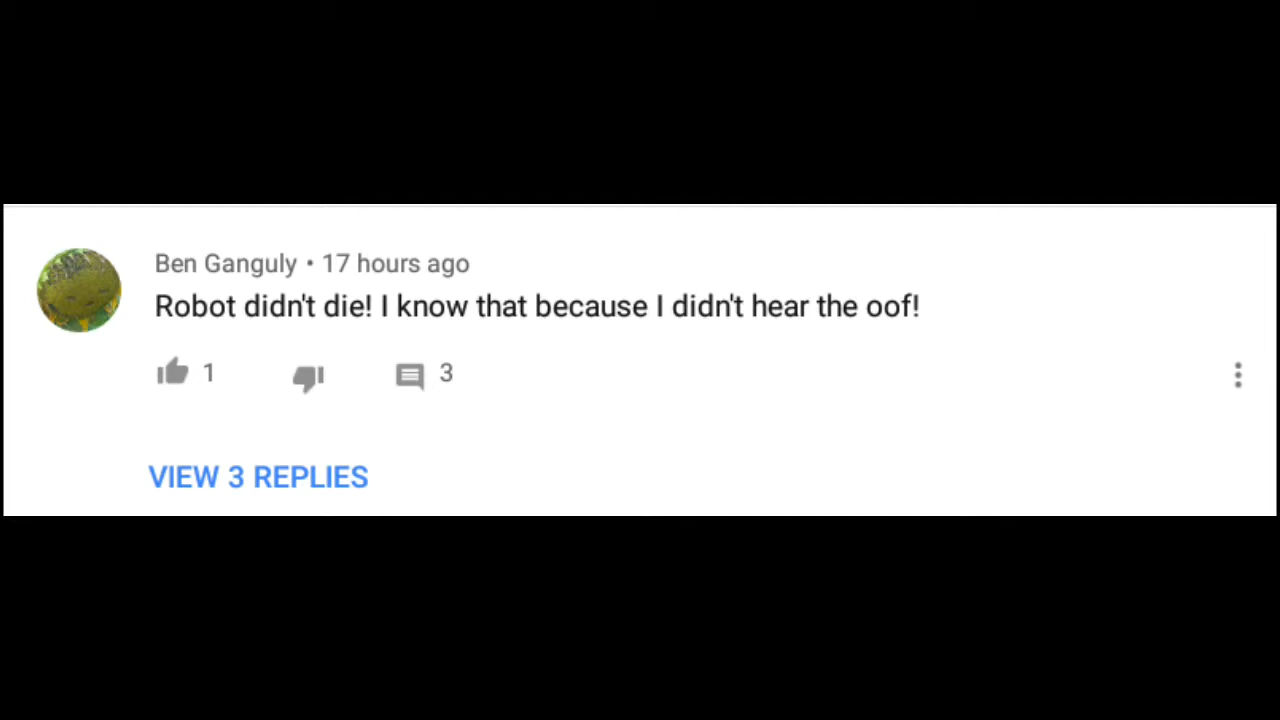 Ben Ganguly • 17 hours ago
Robot didn't die! I know that because I didn't hear the oof!
1 3
VIEW 3 REPLIES